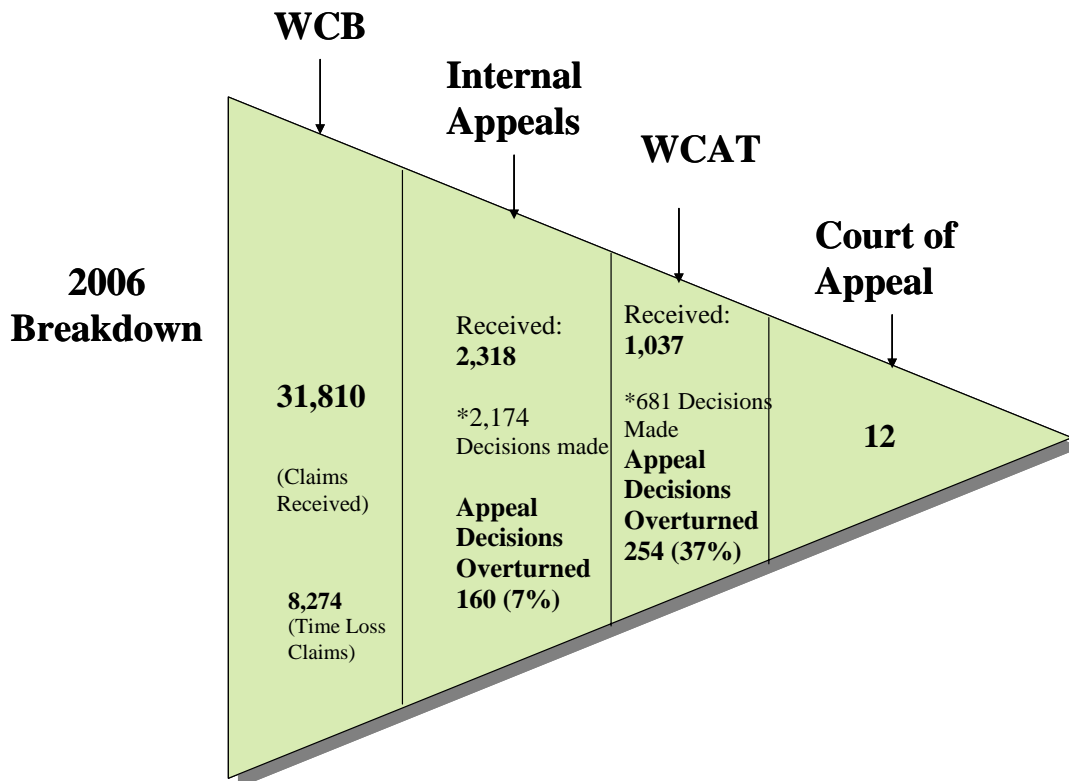 WCB
Internal
Appeals
WCAT
Court of
Appeal
2006
Breakdown
31,810
(Claims
Received)
8,274
(Time Loss
Claims)
Received:
2,318
*2,174
Decisions made
Appeal
Decisions
Overturned
160 (7%)
Received:
1,037
*681 Decisions
Made
Appeal
Decisions
Overturned
254 (37%)
12